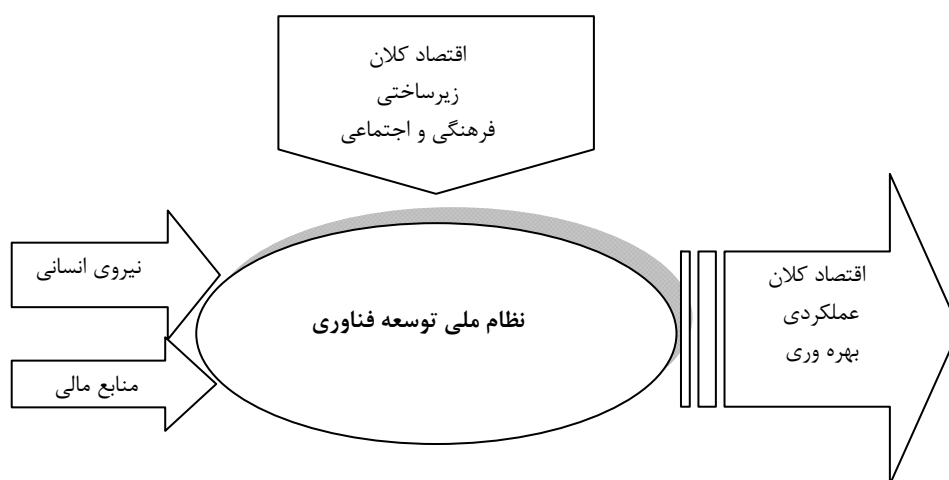 اقتصاد کلان
زیرساختی
فرهنگی و اجتماعی
نیروی انسانی
منابع مالی
نظام ملی توسعه فناوری
اقتصاد کلان
عملکردی
بهره وری